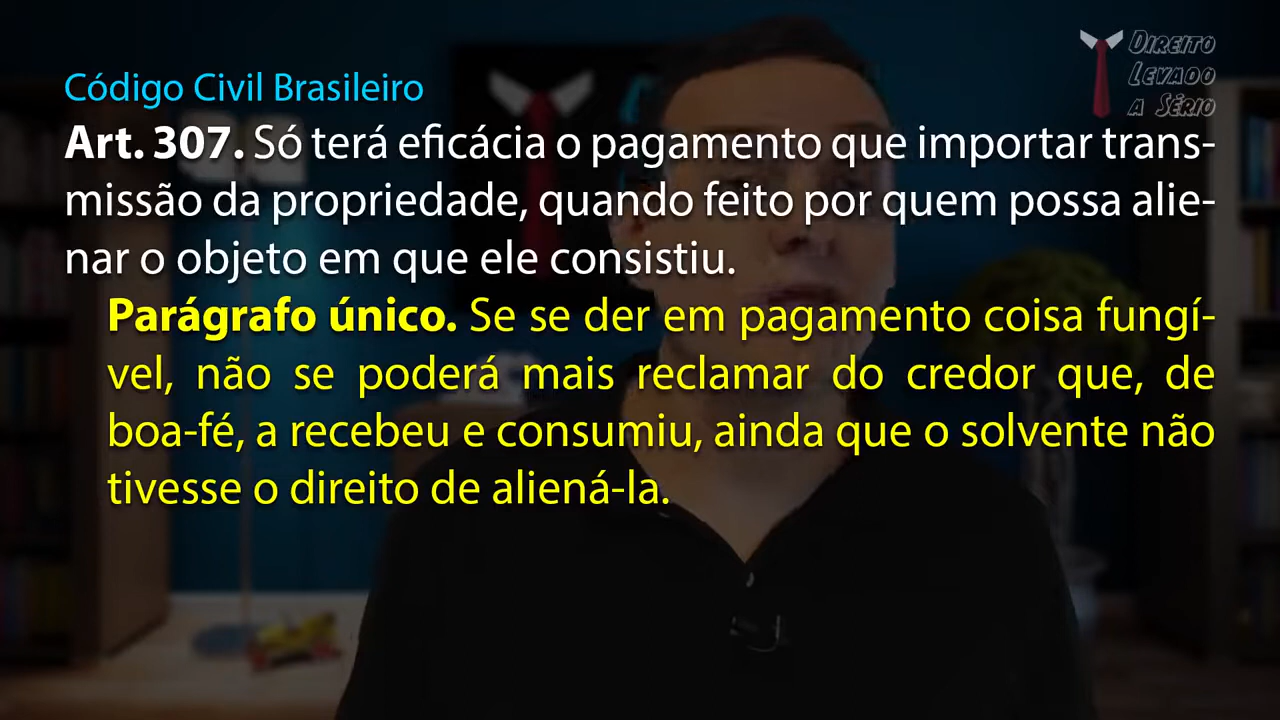 Direito
Levado
a Sério
Código Civil Brasileiro
Art. 307. Só terá eficácia o pagamento que importar trans-
missão da propriedade, quando feito por quem possa alie-
nar o objeto em que ele consistiu.
Parágrafo único. Se se der em pagamento coisa fungí-
vel, não se poderá mais reclamar do credor que, de
boa-fé, a recebeu e consumiu, ainda que o solvente não
tivesse o direito de aliená-la.